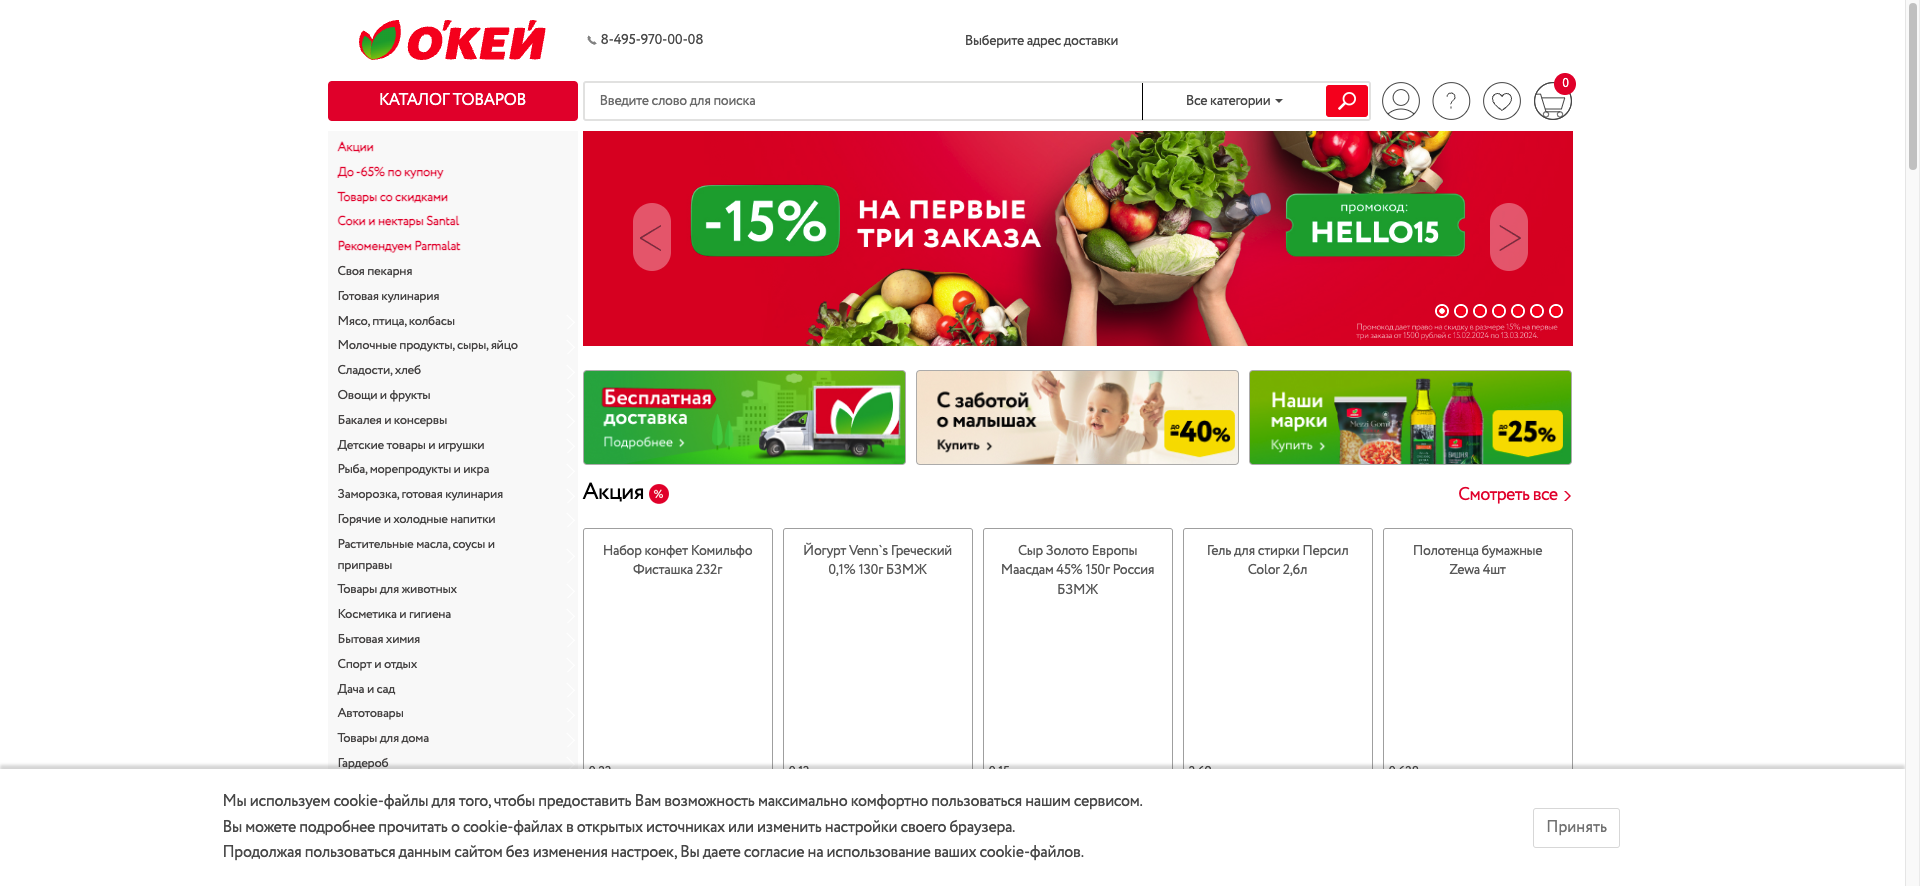 О'КЕЙ
8-495-970-00-08
Выберите адрес доставки
КАТАЛОГ ТОВАРОВ
Введите слово для поиска
Все категории
?
0
Акции
До -65% по купону
Товары со скидками
Соки и нектары Santal
Рекомендуем Parmalat
Своя пекарня
Готовая кулинария
Мясо, птица, колбасы
Молочные продукты, сыры, яйцо
Сладости, хлеб
Овощи и фрукты
Бакалея и консервы
Детские товары и игрушки
Рыба, морепродукты и икра
Заморозка, готовая кулинария
Горячие и холодные напитки
Растительные масла, соусы и
приправы
Товары для животных
Косметика и гигиена
Бытовая химия
Спорт и отдых
Дача и сад
Автотовары
Товары для дома
Гардероб
-15%
НА ПЕРВЫЕ
ТРИ ЗАКАЗА
промокод:
HELLO15
Промокод дает право на скидку в размере 15% на первые
три заказа от 1500 рублей с 15.02.2024 по 13.03.2024.
Бесплатная
доставка
Подробнее >
С заботой
о малышах
Купить >
до -40%
Наши
марки
Купить >
до -25%
Акция %
Смотреть все >
Набор конфет Комильфо
Фисташка 232г
Йогурт Venn`s Греческий
0,1% 130г БЗМЖ
Сыр Золото Европы
Маасдам 45% 150г Россия
БЗМЖ
Гель для стирки Персил
Color 2,6л
Полотенца бумажные
Zewa 4шт
Мы используем cookie-файлы для того, чтобы предоставить Вам возможность максимально комфортно пользоваться нашим сервисом.
Вы можете подробнее прочитать о cookie-файлах в открытых источниках или изменить настройки своего браузера.
Продолжая пользоваться данным сайтом без изменения настроек, Вы даете согласие на использование ваших cookie-файлов.
Принять